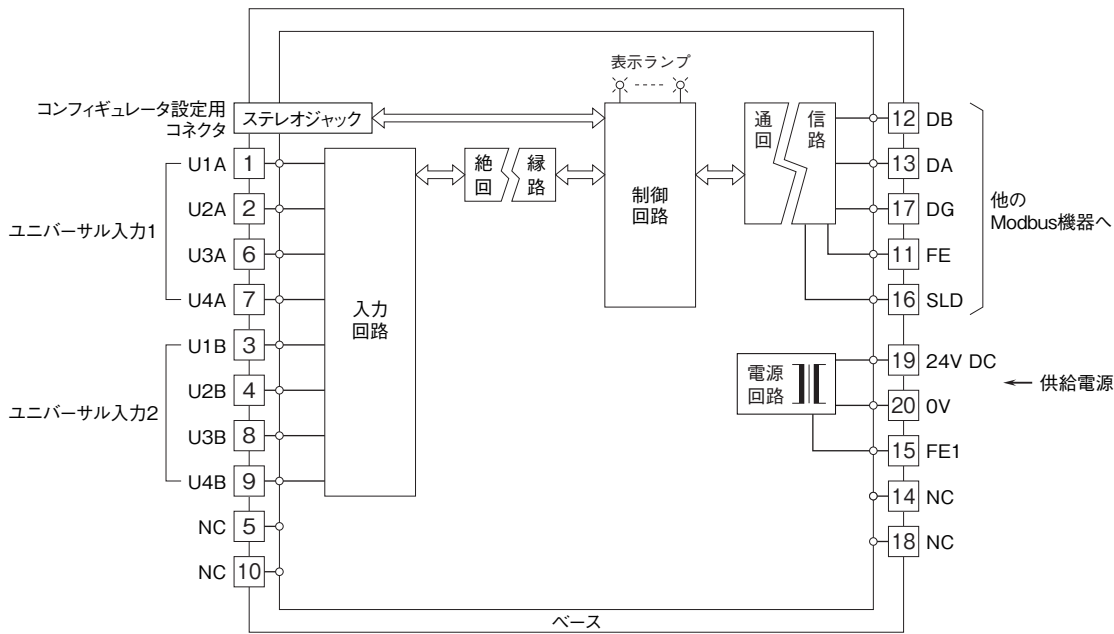 表示ランプ
コンフィギュレータ設定用
コネクタ
ステレオジャック
通信
回路
絶縁
回路
制御
回路
入力
回路
電源
回路
ユニバーサル入力1
U1A 1
U2A 2
U3A 6
U4A 7
ユニバーサル入力2
U1B 3
U2B 4
U3B 8
U4B 9
NC 5
NC 10
12 DB
13 DA
17 DG
11 FE
16 SLD
他の
Modbus機器へ
19 24V DC
20 0V
← 供給電源
15 FE1
14 NC
18 NC
ベース